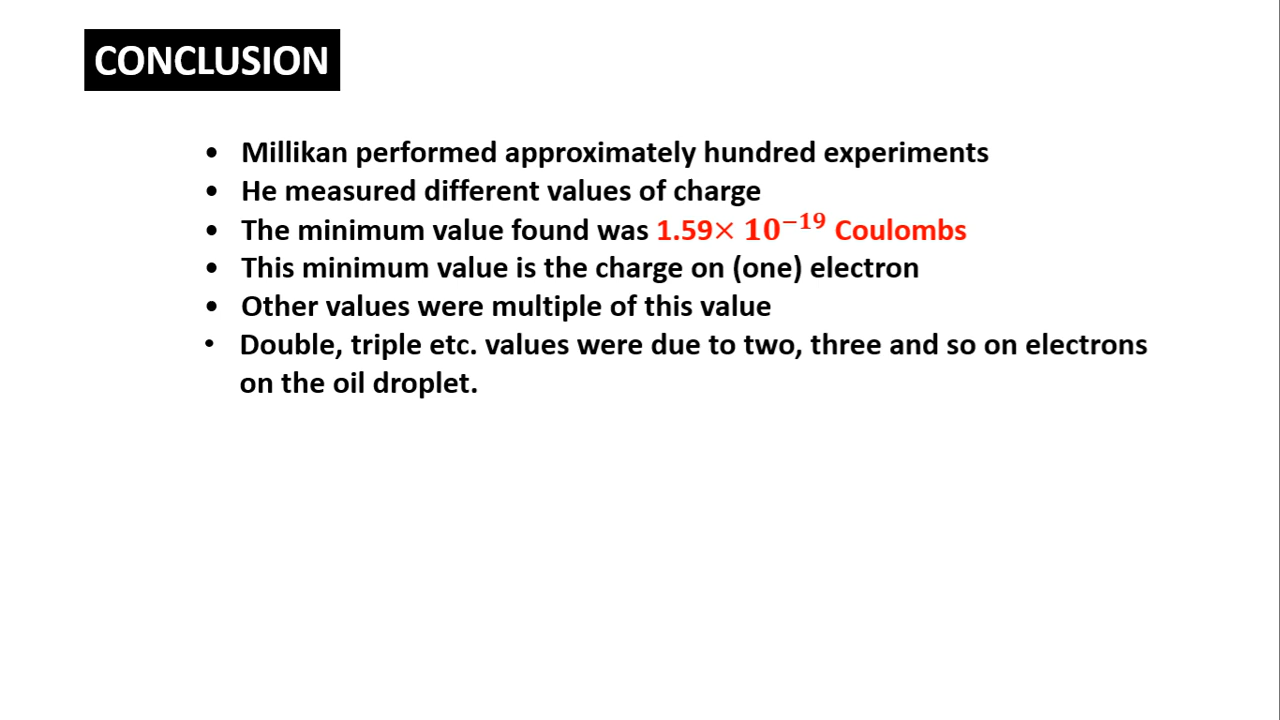 CONCLUSION
• Millikan performed approximately hundred experiments
• He measured different values of charge
• The minimum value found was 1.59× 10⁻¹⁹ Coulombs
• This minimum value is the charge on (one) electron
• Other values were multiple of this value
• Double, triple etc. values were due to two, three and so on electrons
on the oil droplet.